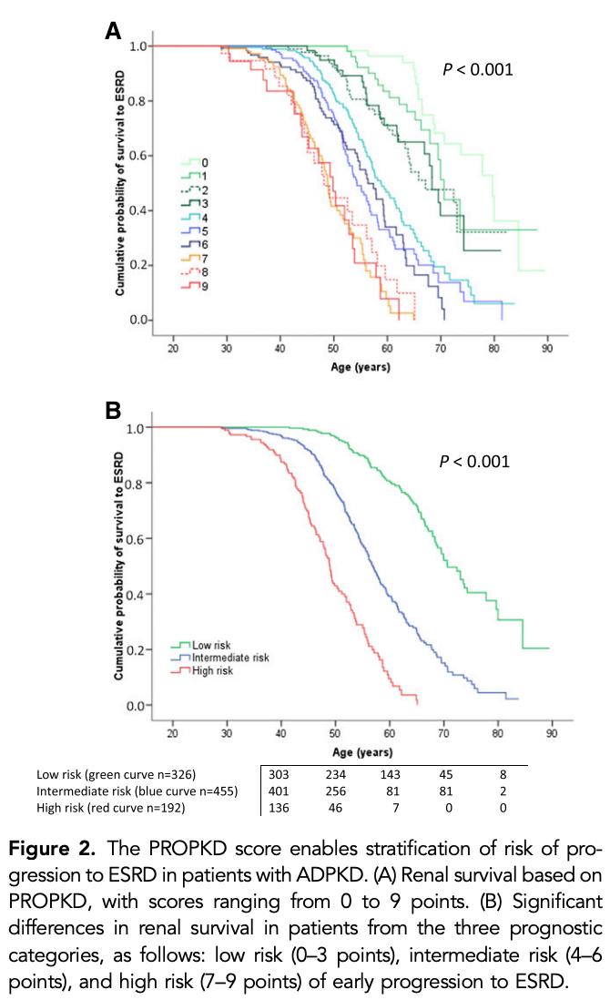 A
Cumulative probability of survival to ESRD
1.0
0.8
0.6
0.4
0.2
0.0
P < 0.001
0
1
2
3
4
5
6
7
8
9
20 30 40 50 60 70 80 90
Age (years)
B
Cumulative probability of survival to ESRD
1.0
0.8
0.6
0.4
0.2
0.0
P < 0.001
Low risk
Intermediate risk
High risk
20 30 40 50 60 70 80 90
Age (years)
Low risk (green curve n=326) 303 234 143 45 8
Intermediate risk (blue curve n=455) 401 256 81 81 2
High risk (red curve n=192) 136 46 7 0 0
Figure 2. The PROPKD score enables stratification of risk of pro-
gression to ESRD in patients with ADPKD. (A) Renal survival based on
PROPKD, with scores ranging from 0 to 9 points. (B) Significant
differences in renal survival in patients from the three prognostic
categories, as follows: low risk (0–3 points), intermediate risk (4–6
points), and high risk (7–9 points) of early progression to ESRD.